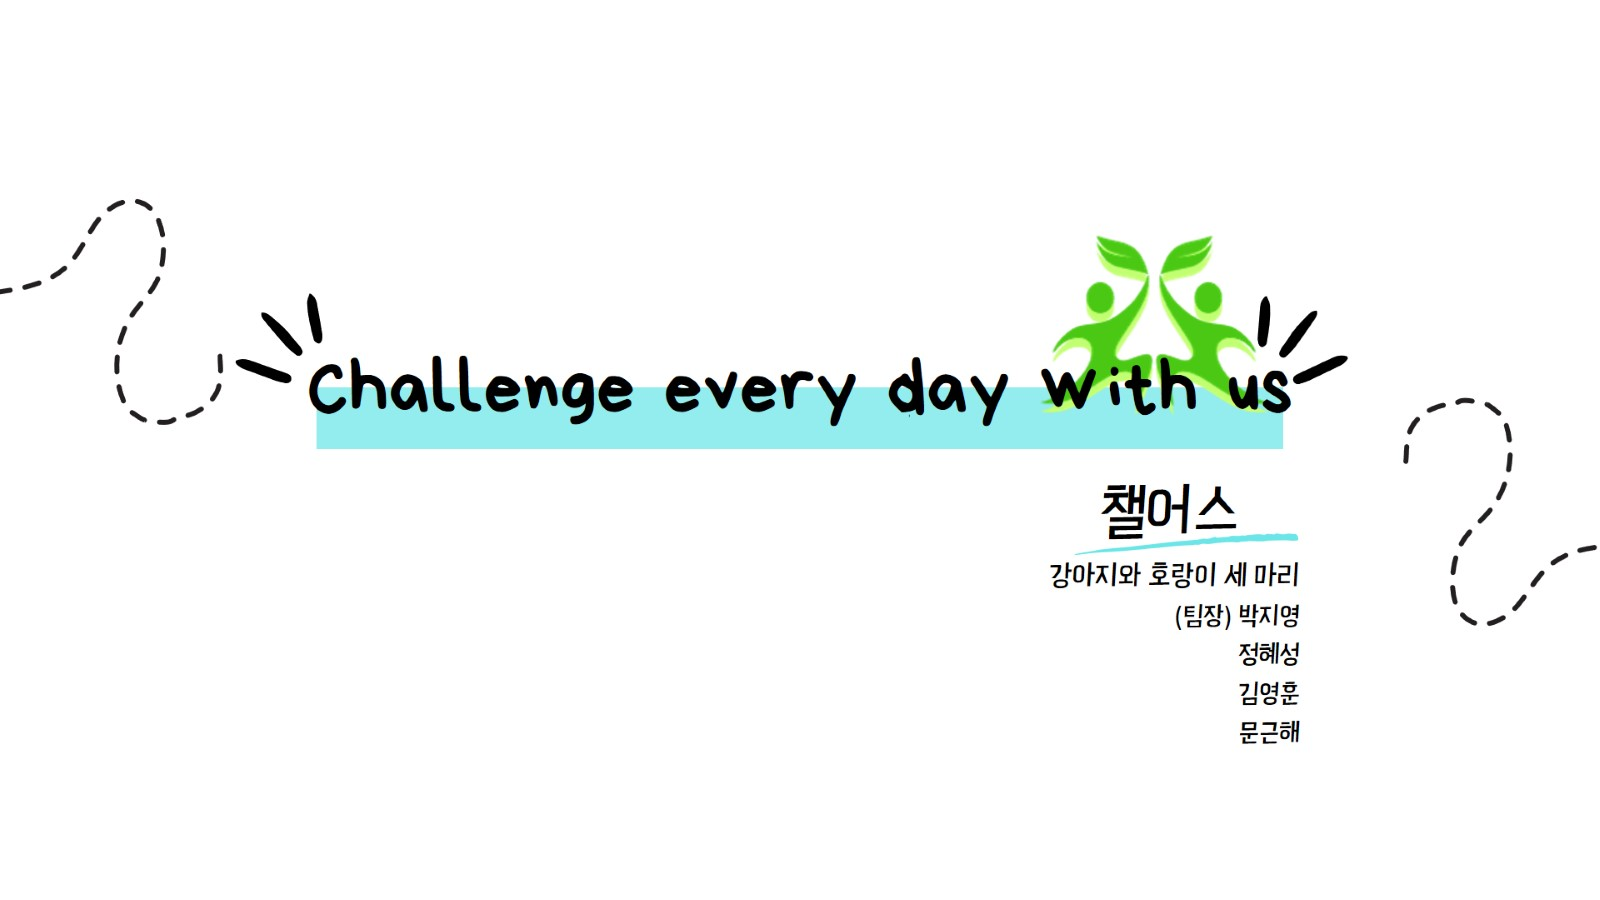 Challenge every day with us
챌어스
강아지와 호랑이 세 마리
(팀장) 박지영
정혜성
김영훈
문근해